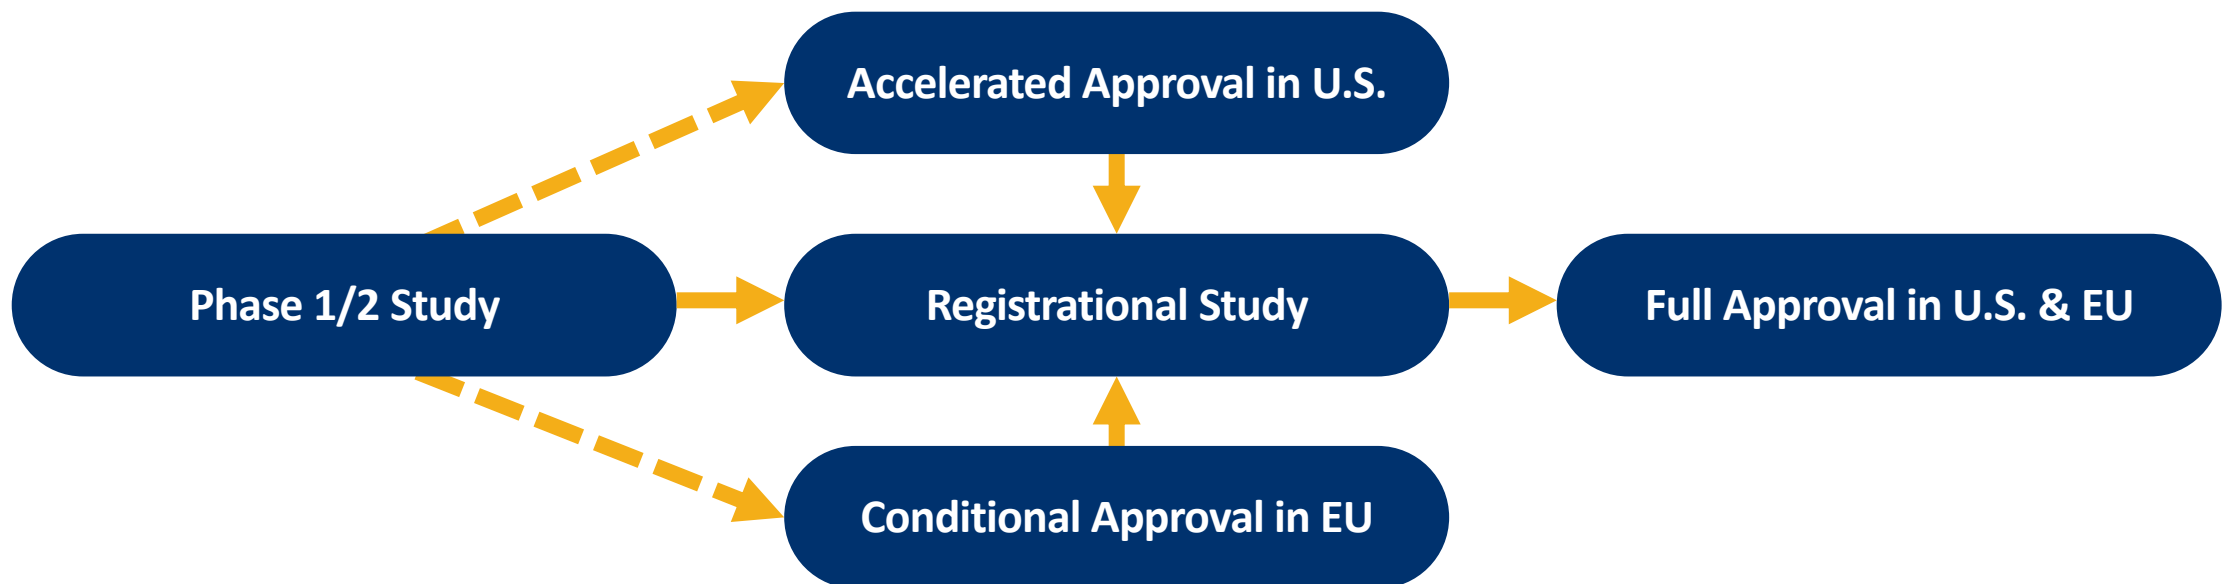 Accelerated Approval in U.S.
Phase 1/2 Study
Registrational Study
Full Approval in U.S. & EU
Conditional Approval in EU